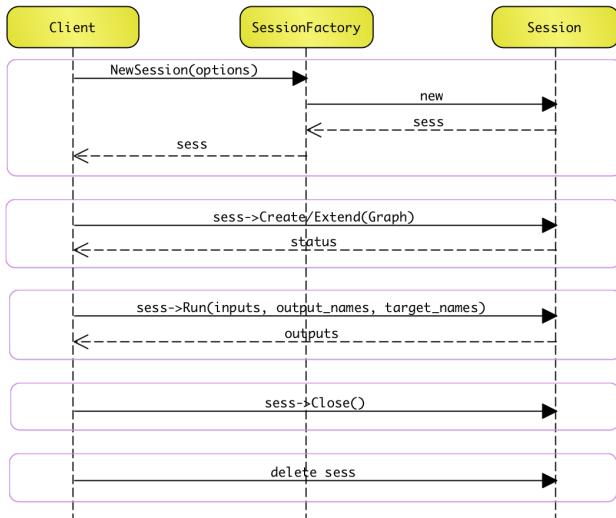 Client
SessionFactory
Session
NewSession(options)
new
sess
sess
sess->Create/Extend(Graph)
status
sess->Run(inputs, output_names, target_names)
outputs
sess->Close()
delete sess